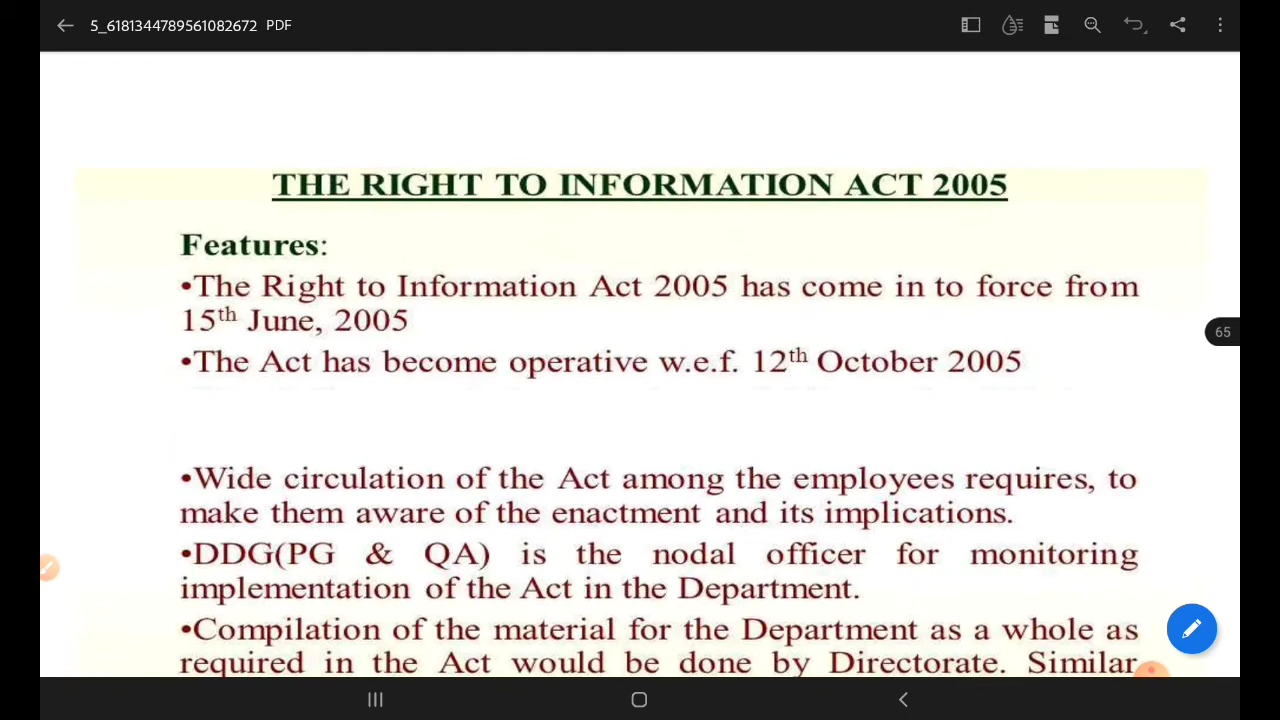 5_6181344789561082672 PDF
THE RIGHT TO INFORMATION ACT 2005
Features:
•The Right to Information Act 2005 has come in to force from
15th June, 2005
65
•The Act has become operative w.e.f. 12th October 2005
•Wide circulation of the Act among the employees requires, to
make them aware of the enactment and its implications.
•DDG(PG & QA) is the nodal officer for monitoring
implementation of the Act in the Department.
•Compilation of the material for the Department as a whole as
required in the Act would be done by Directorate. Similar